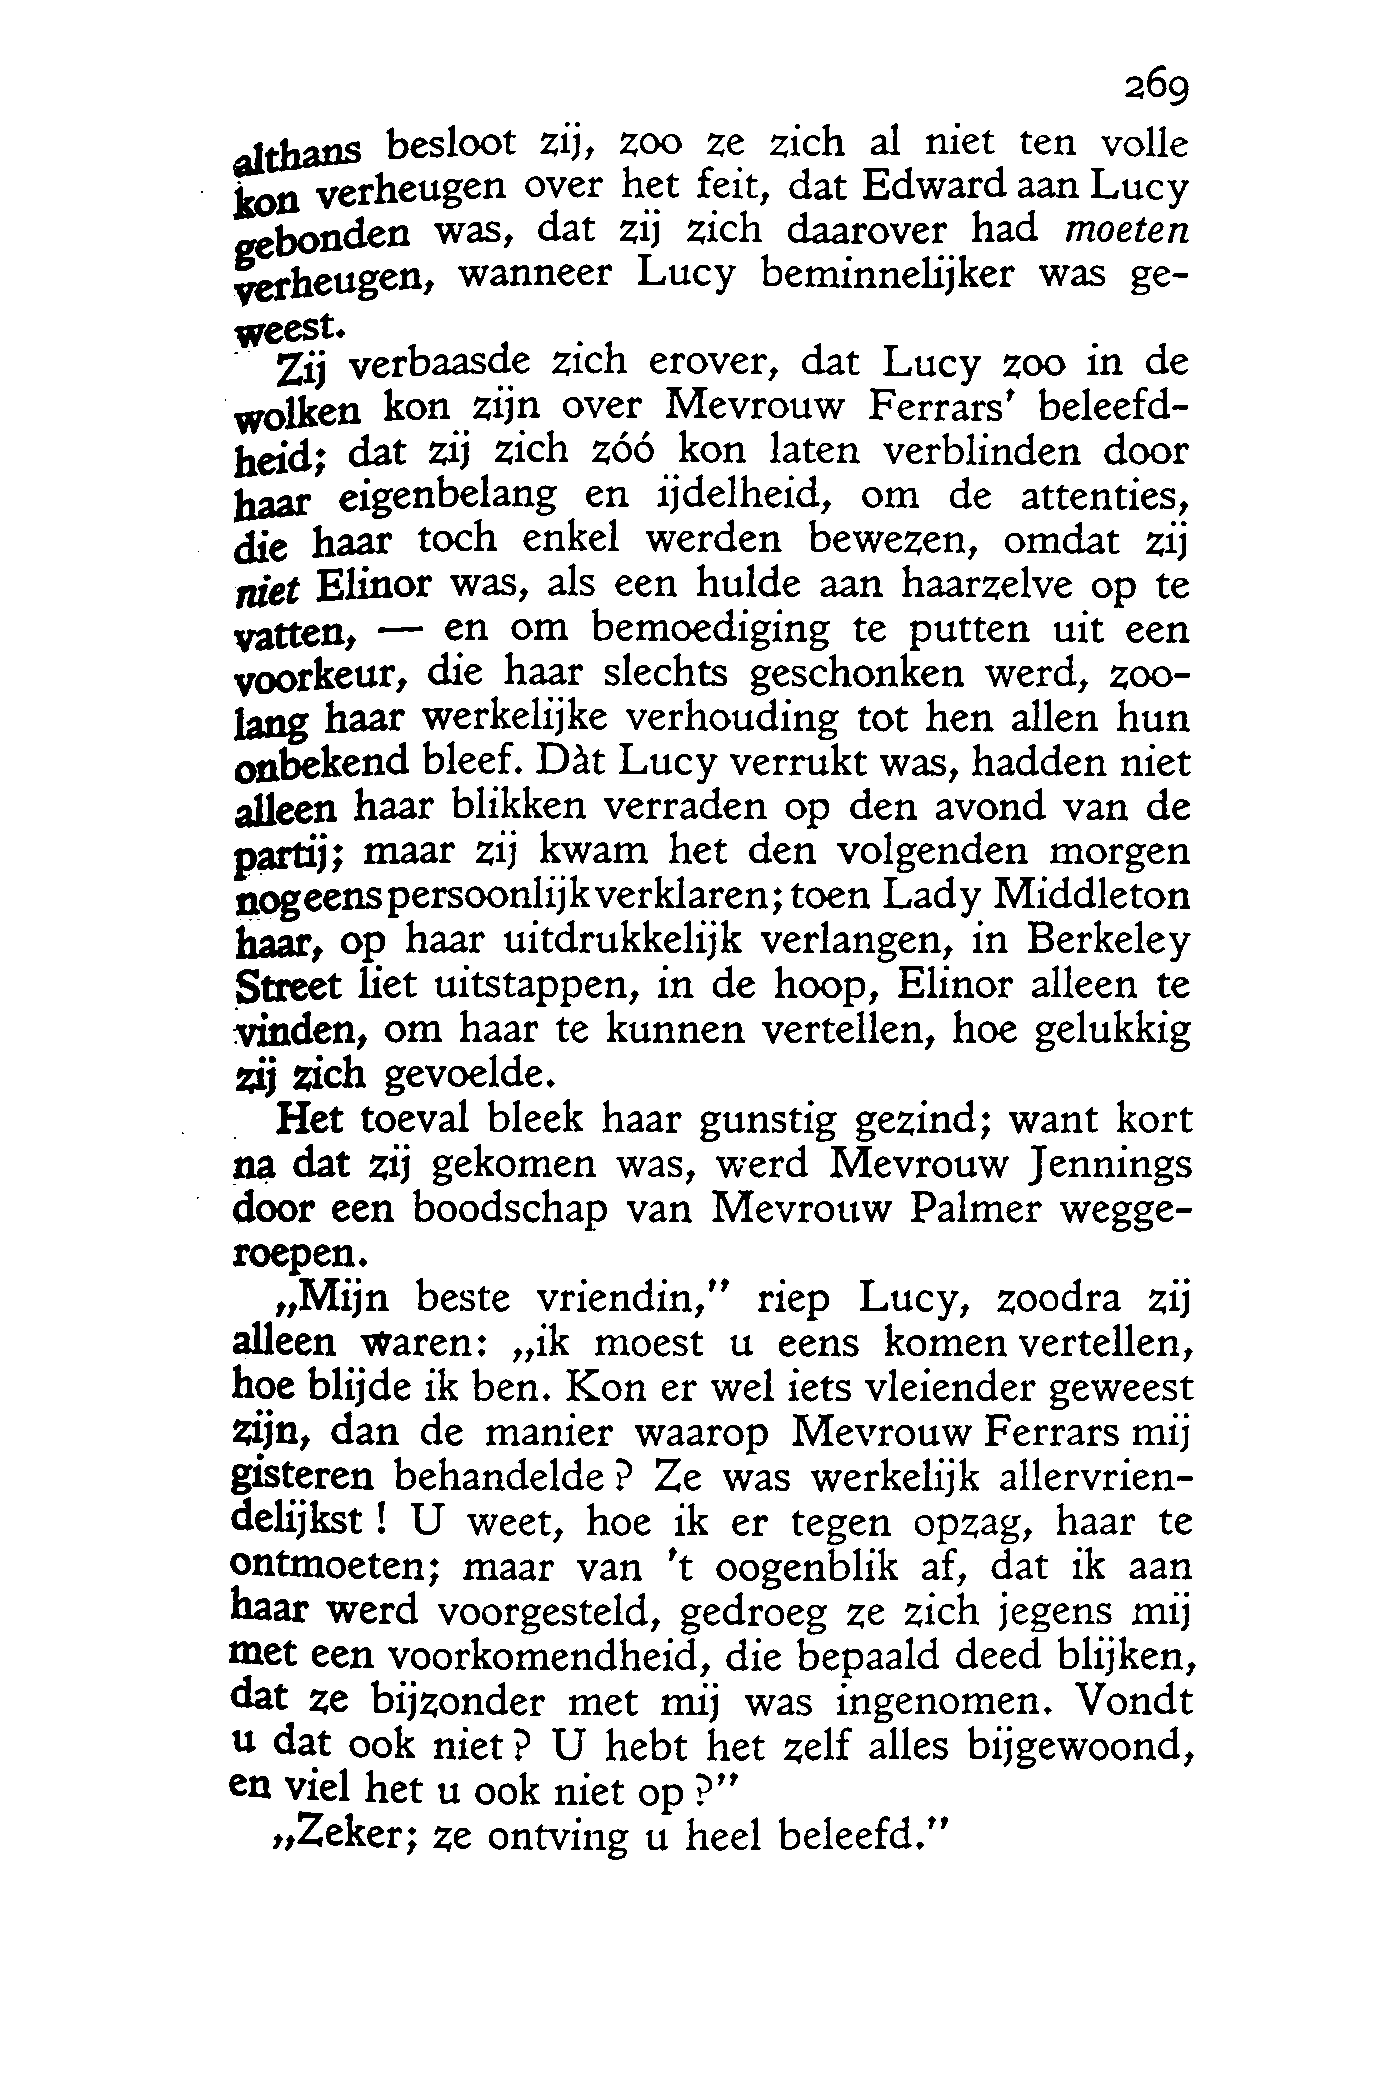 269
althans besloot zij, zoo ze zich al niet ten volle
kon verheugen over het feit, dat Edward aan Lucy
gebonden was, dat zij zich daarover had moeten
verheugen, wanneer Lucy beminnelijker was ge-
weest.
Zij verbaasde zich erover, dat Lucy zoo in de
wolken kon zijn over Mevrouw Ferrars' beleefd-
heid; dat zij zich zóó kon laten verblinden door
haar eigenbelang en ijdelheid, om de attenties,
die haar toch enkel werden bewezen, omdat zij
niet Elinor was, als een hulde aan haarzelve op te
vatten, — en om bemoediging te putten uit een
voorkeur, die haar slechts geschonken werd, zoo-
lang haar werkelijke verhouding tot hen allen hun
onbekend bleef. Dàt Lucy verrukt was, hadden niet
alleen haar blikken verraden op den avond van de
partij; maar zij kwam het den volgenden morgen
nog eens persoonlijk verklaren; toen Lady Middleton
haar, op haar uitdrukkelijk verlangen, in Berkeley
Street liet uitstappen, in de hoop, Elinor alleen te
vinden, om haar te kunnen vertellen, hoe gelukkig
zij zich gevoelde.
Het toeval bleek haar gunstig gezind; want kort
na dat zij gekomen was, werd Mevrouw Jennings
door een boodschap van Mevrouw Palmer wegge-
roepen.
„Mijn beste vriendin,” riep Lucy, zoodra zij
alleen waren: „ik moest u eens komen vertellen,
hoe blijde ik ben. Kon er wel iets vleiender geweest
zijn, dan de manier waarop Mevrouw Ferrars mij
gisteren behandelde? Ze was werkelijk allervrien-
delijkst! U weet, hoe ik er tegen opzag, haar te
ontmoeten; maar van 't oogenblik af, dat ik aan
haar werd voorgesteld, gedroeg ze zich jegens mij
met een voorkomendheid, die bepaald deed blijken,
dat ze bijzonder met mij was ingenomen. Vondt
u dat ook niet? U hebt het zelf alles bijgewoond,
en viel het u ook niet op?”
„Zeker; ze ontving u heel beleefd.”